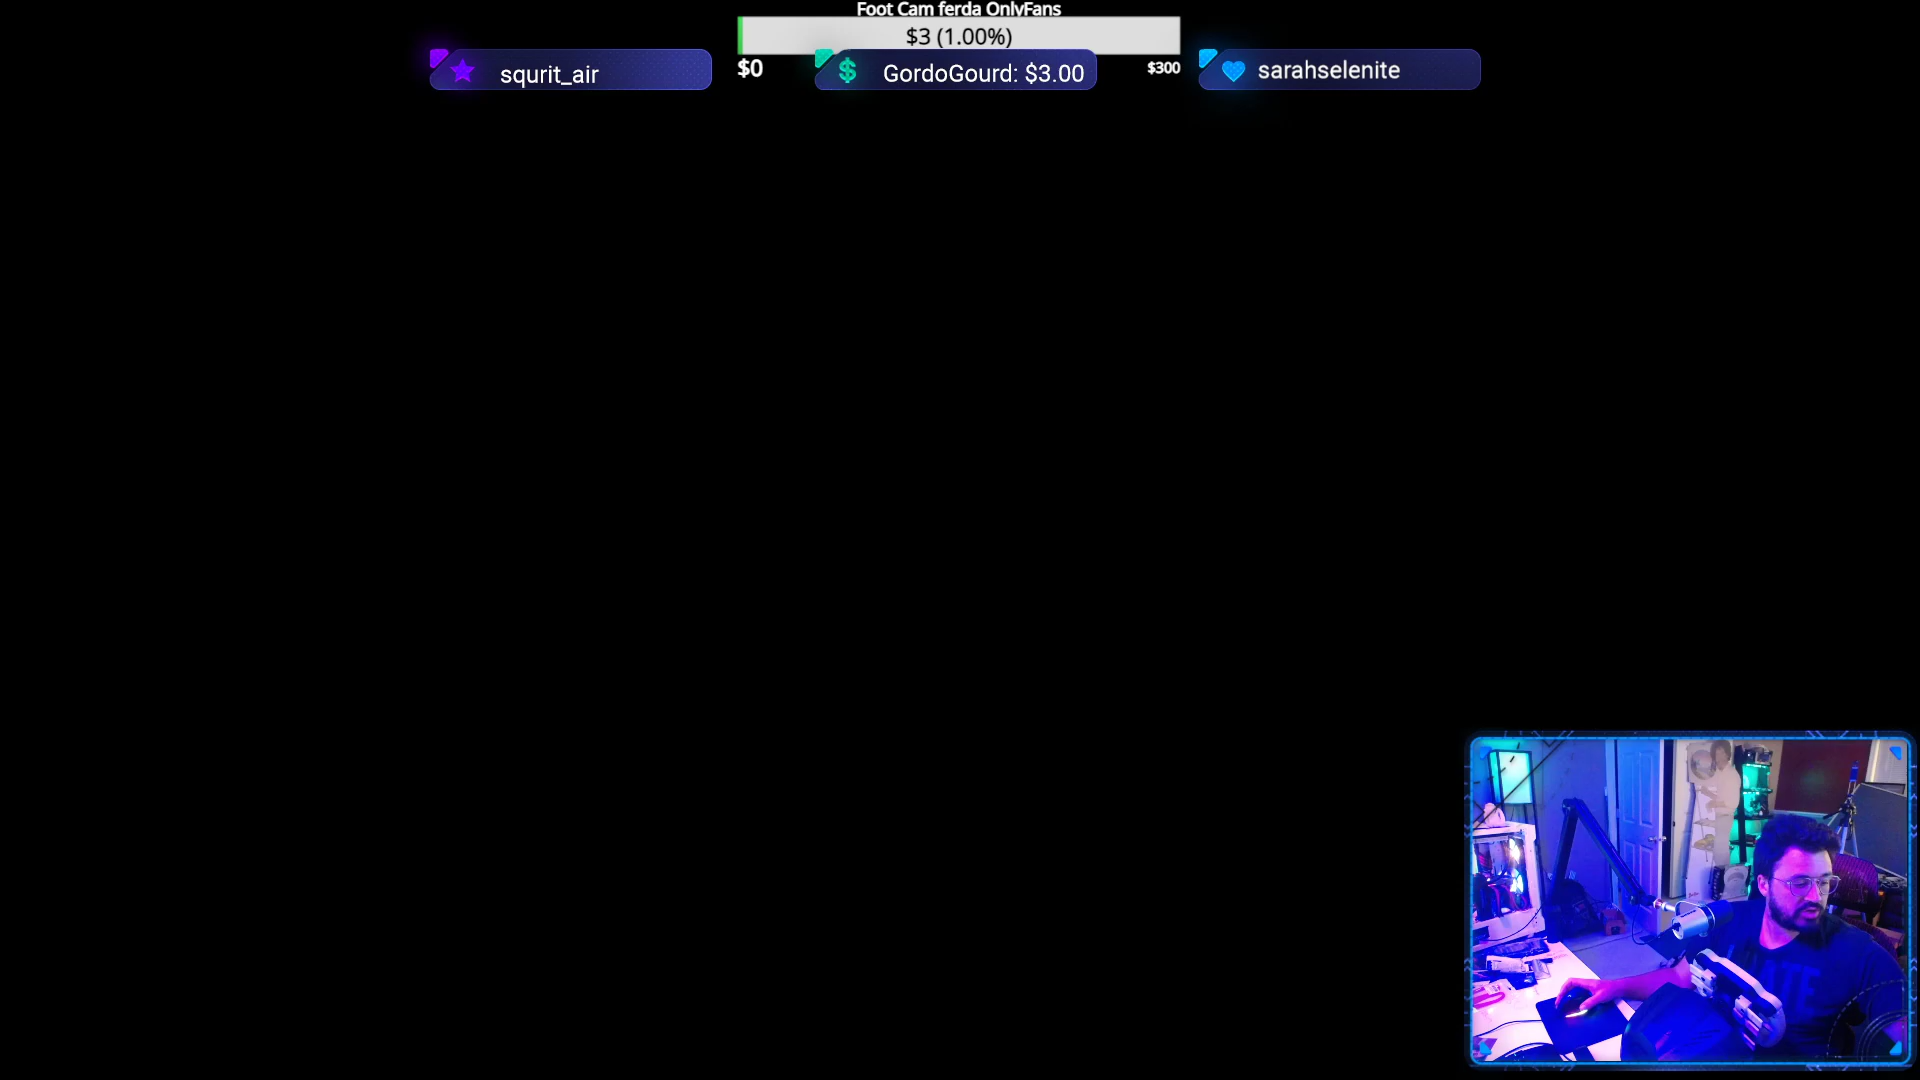 Foot Cam ferda OnlyFans
$3 (1.00%)
$0
$300
squrit_air
GordoGourd: $3.00
sarahselenite